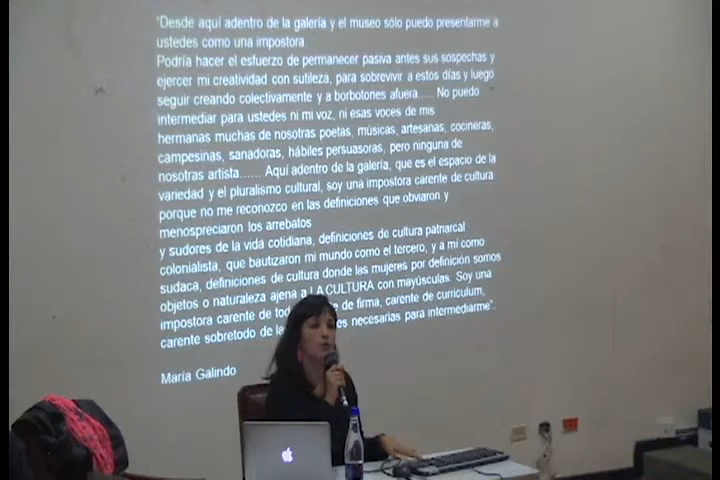 "Desde aquí adentro de la galería y el museo sólo puedo presentarme a
ustedes como una impostora
Podría hacer el esfuerzo de permanecer pasiva antes sus sospechas y
ejercer mi creatividad con sutileza, para sobrevivir a estos días y luego
seguir creando colectivamente y a borbotones afuera..... No puedo
intermediar para ustedes ni mi voz, ni esas voces de mis
hermanas muchas de nosotras poetas, músicas, artesanas, cocineras,
campesinas, sanadoras, hábiles persuasoras, pero ninguna de
nosotras artista...... Aquí adentro de la galería, que es el espacio de la
variedad y el pluralismo cultural, soy una impostora carente de cultura
porque no me reconozco en las definiciones que obviaron y
menospreciaron los arrebatos
y sudores de la vida cotidiana, definiciones de cultura patriarcal
colonialista, que bautizaron mi mundo como el tercero, y a mi como
sudaca, definiciones de cultura donde las mujeres por definición somos
objetos o naturaleza ajena a LA CULTURA con mayúsculas. Soy una
impostora carente de de firma, carente de curriculum,
carente sobretodo de necesarias para intermediarme".
María Galindo